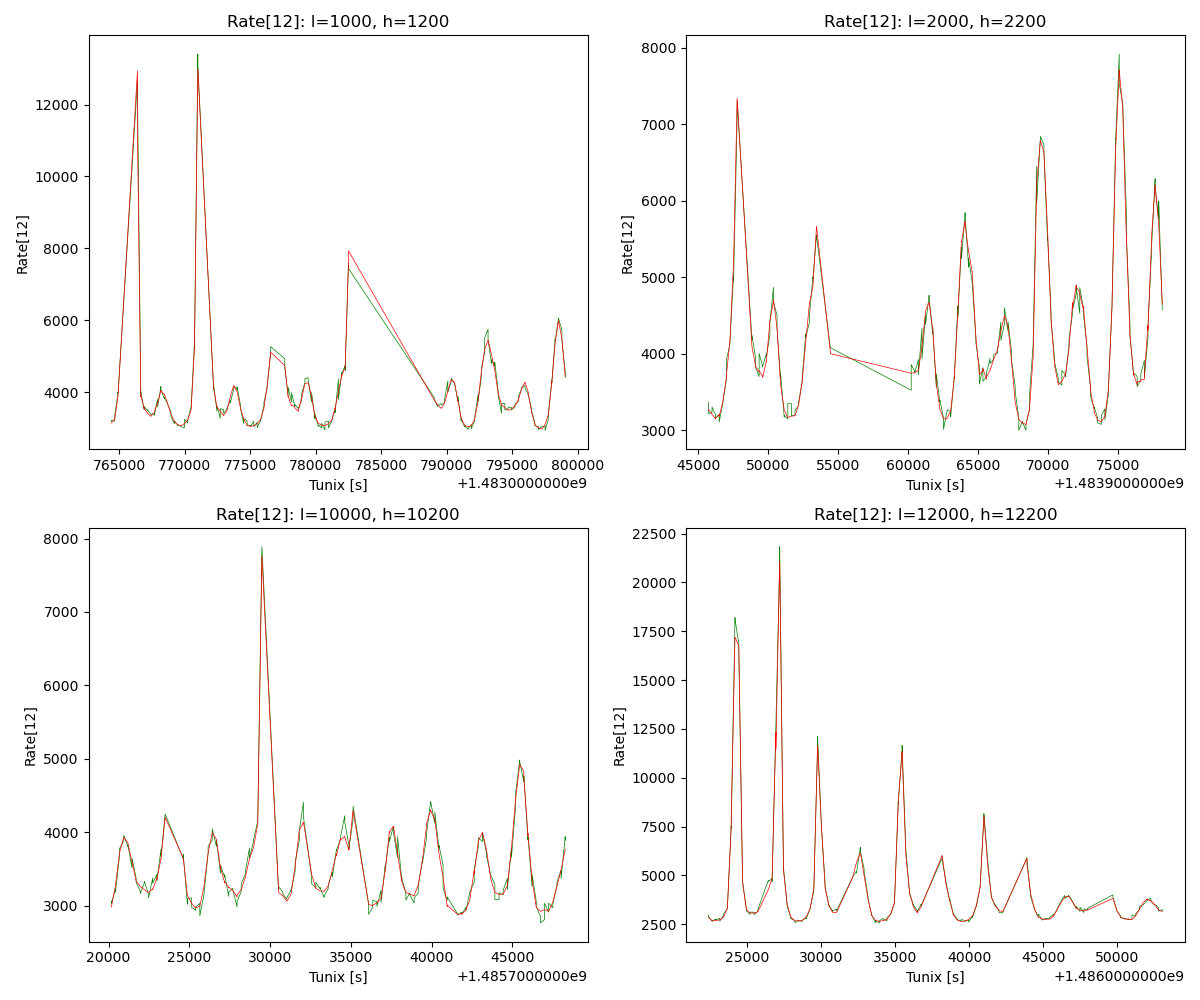 Rate[12]: l=1000, h=1200
Rate[12]
12000
10000
8000
6000
4000
765000 770000 775000 780000 785000 790000 795000 800000
Tunix [s]
+1.4830000000e9
Rate[12]: l=2000, h=2200
Rate[12]
8000
7000
6000
5000
4000
3000
45000 50000 55000 60000 65000 70000 75000
Tunix [s]
+1.4839000000e9
Rate[12]: l=10000, h=10200
Rate[12]
8000
7000
6000
5000
4000
3000
20000 25000 30000 35000 40000 45000
Tunix [s]
+1.4857000000e9
Rate[12]: l=12000, h=12200
Rate[12]
22500
20000
17500
15000
12500
10000
7500
5000
2500
25000 30000 35000 40000 45000 50000
Tunix [s]
+1.4860000000e9